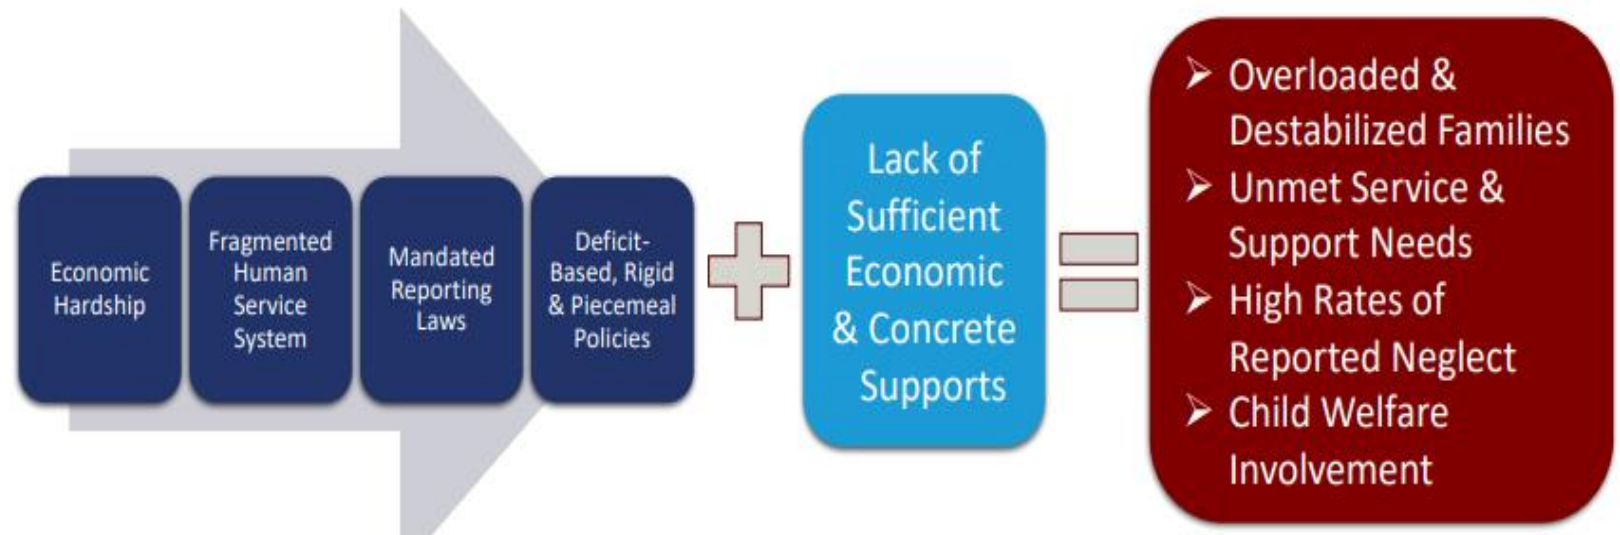 Economic
Hardship
Fragmented
Human
Service
System
Mandated
Reporting
Laws
Deficit-
Based, Rigid
& Piecemeal
Policies
Lack of
Sufficient
Economic
& Concrete
Supports
➢ Overloaded &
Destabilized Families
➢ Unmet Service &
Support Needs
➢ High Rates of
Reported Neglect
➢ Child Welfare
Involvement